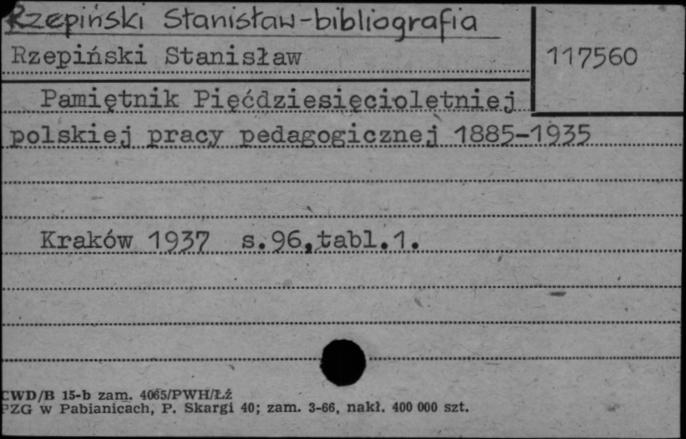 Rzepiński Stanisław-bibliografia
Rzepiński Stanisław
117560
Pamiętnik Pięćdziesięcioletniej
polskiej pracy pedagogicznej 1885-1935
Kraków 1937 s.96,tabl.1.
CWD/B 15-b zam. 4065/PWH/Łź
PZG w Pabianicach, P. Skargi 40; zam. 3-66, nakł. 400 000 szt.